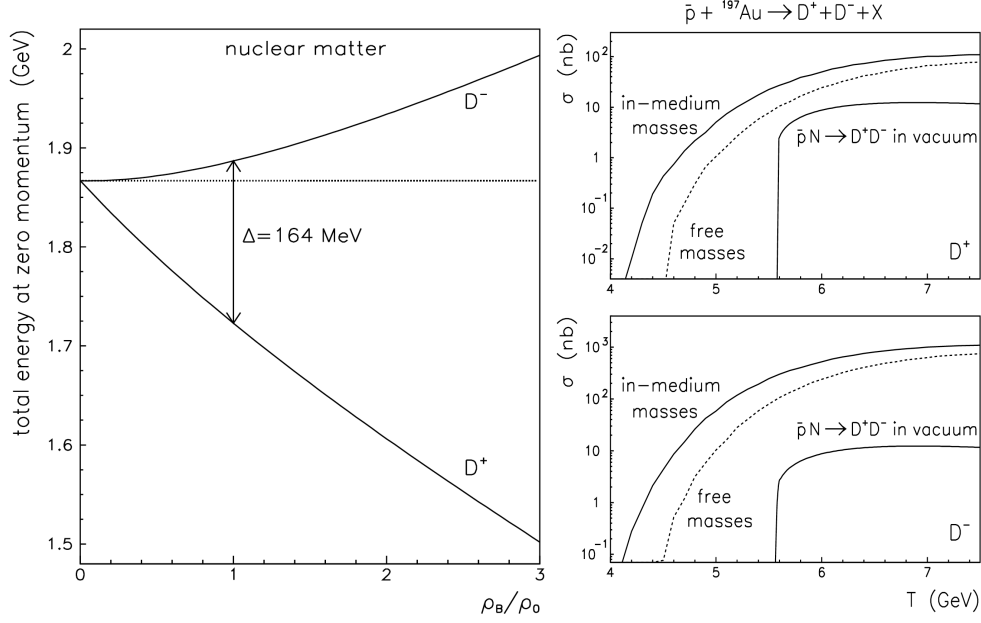 total energy at zero momentum (GeV)
2
1.9
1.8
1.7
1.6
1.5
nuclear matter
D⁻
Δ=164 MeV
D⁺
0 1 2 3
ρ_B/ρ_0
p̄ + ¹⁹⁷Au → D⁺+D⁻+X
σ (nb)
10²
10
1
10⁻¹
10⁻²
in-medium
masses
p̄N→D⁺D⁻ in vacuum
free
masses
D⁺
4 5 6 7
σ (nb)
10³
10²
10
1
10⁻¹
in-medium
masses
p̄N→D⁺D⁻ in vacuum
free
masses
D⁻
4 5 6 7
T (GeV)